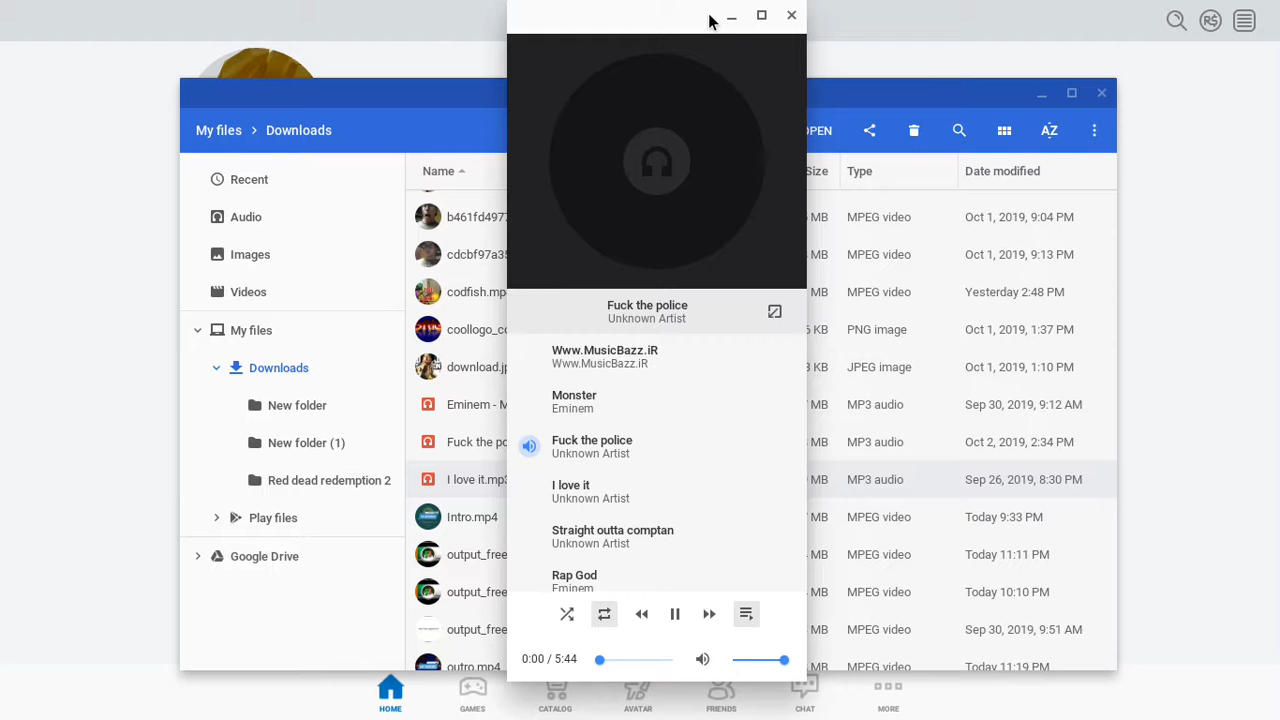 My files > Downloads
OPEN
AZ
Recent
Audio
Images
Videos
My files
Downloads
New folder
New folder (1)
Red dead redemption 2
Play files
Google Drive
Name Size Type Date modified
b461fd497 MB MPEG video Oct 1, 2019, 9:04 PM
cdcbf97a35 MB MPEG video Oct 1, 2019, 9:13 PM
codfish.mp MB MPEG video Yesterday 2:48 PM
coollogo_co KB PNG image Oct 1, 2019, 1:37 PM
download.jp KB JPEG image Oct 1, 2019, 1:10 PM
Eminem - M MB MP3 audio Sep 30, 2019, 9:12 AM
Fuck the po MB MP3 audio Oct 2, 2019, 2:34 PM
I love it.mp3 MB MP3 audio Sep 26, 2019, 8:30 PM
Intro.mp4 MB MPEG video Today 9:33 PM
output_free MB MPEG video Today 11:11 PM
output_free MB MPEG video Today 10:10 PM
output_free MB MPEG video Sep 30, 2019, 9:51 AM
outro.mp4 MB MPEG video Today 11:19 PM
Fuck the police
Unknown Artist
Www.MusicBazz.iR
Www.MusicBazz.iR
Monster
Eminem
Fuck the police
Unknown Artist
I love it
Unknown Artist
Straight outta comptan
Unknown Artist
Rap God
Eminem
0:00 / 5:44
R$
HOME GAMES CATALOG AVATAR FRIENDS CHAT MORE